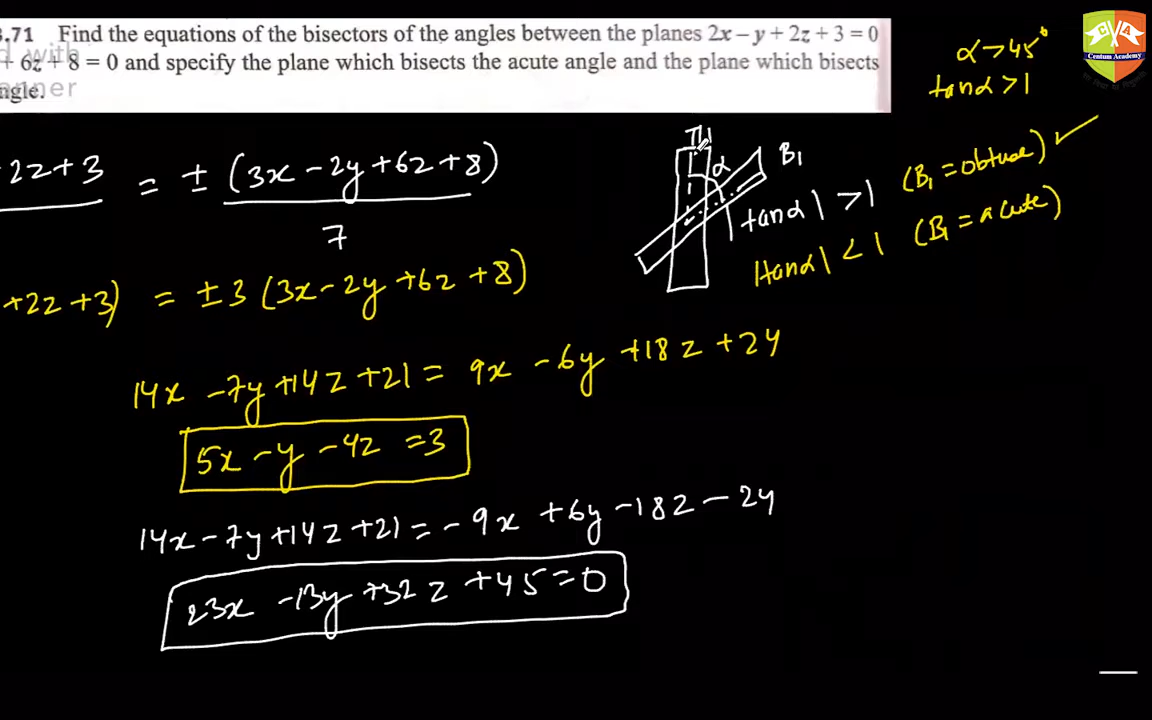 .71 Find the equations of the bisectors of the angles between the planes 2x – y + 2z + 3 = 0
+ 6z + 8 = 0 and specify the plane which bisects the acute angle and the plane which bisects
ngle.
α > 45°
tanα > 1
Centum Academy
+2z+3 = ± (3x - 2y + 6z + 8)
7
B1
α
|tanα| > 1 (B1 = obtuse) ✓
|tanα| < 1 (B1 = acute)
+2z+3) = ±3 (3x - 2y + 6z + 8)
14x - 7y + 14z + 21 = 9x - 6y + 18z + 24
5x - y - 4z = 3
14x - 7y + 14z + 21 = - 9x + 6y - 18z - 24
23x - 13y + 32z + 45 = 0